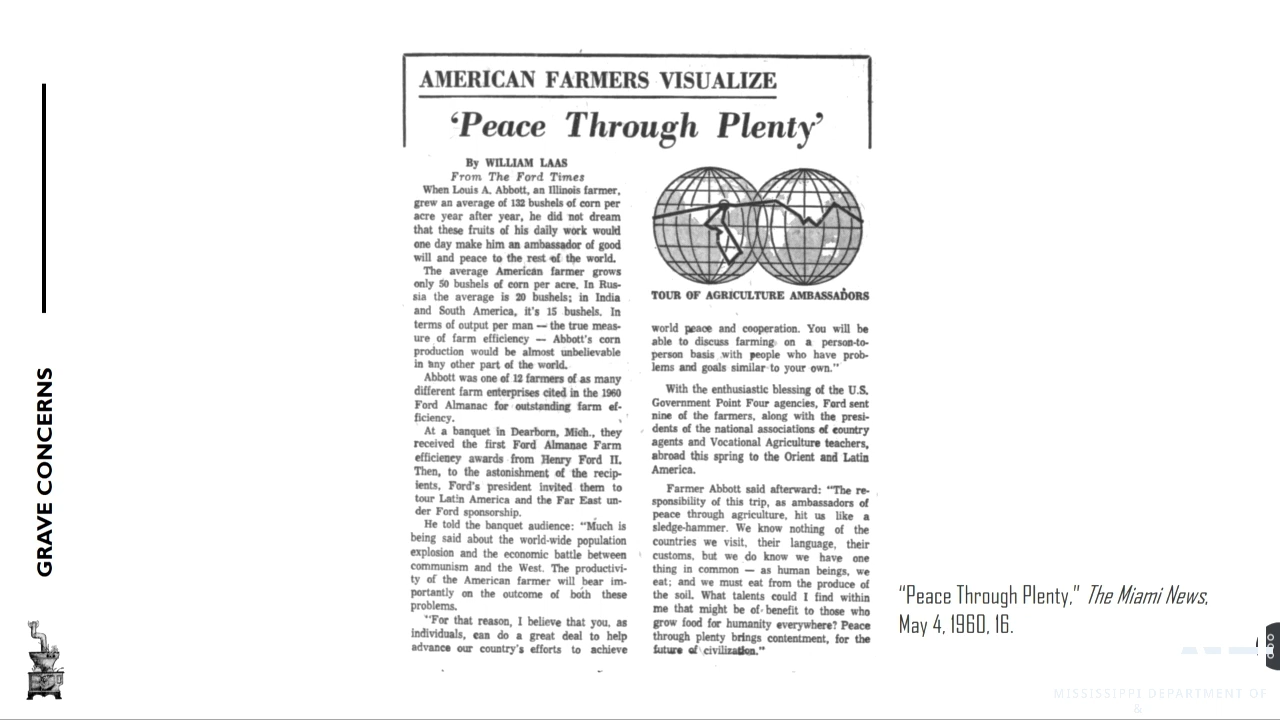 GRAVE CONCERNS
AMERICAN FARMERS VISUALIZE
‘Peace Through Plenty’
By WILLIAM LAAS
From The Ford Times
When Louis A. Abbott, an Illinois farmer,
grew an average of 132 bushels of corn per
acre year after year, he did not dream
that these fruits of his daily work would
one day make him an ambassador of good
will and peace to the rest of the world.
The average American farmer grows
only 50 bushels of corn per acre. In Rus-
sia the average is 20 bushels; in India
and South America, it's 15 bushels. In
terms of output per man — the true meas-
ure of farm efficiency — Abbott's corn
production would be almost unbelievable
in any other part of the world.
Abbott was one of 12 farmers of as many
different farm enterprises cited in the 1960
Ford Almanac for outstanding farm ef-
ficiency.
At a banquet in Dearborn, Mich., they
received the first Ford Almanac Farm
efficiency awards from Henry Ford II.
Then, to the astonishment of the recip-
ients, Ford's president invited them to
tour Latin America and the Far East un-
der Ford sponsorship.
He told the banquet audience: "Much is
being said about the world-wide population
explosion and the economic battle between
communism and the West. The productivi-
ty of the American farmer will bear im-
portantly on the outcome of both these
problems.
"For that reason, I believe that you, as
individuals, can do a great deal to help
advance our country's efforts to achieve
TOUR OF AGRICULTURE AMBASSADORS
world peace and cooperation. You will be
able to discuss farming on a person-to-
person basis with people who have prob-
lems and goals similar to your own."
With the enthusiastic blessing of the U.S.
Government Point Four agencies, Ford sent
nine of the farmers, along with the presi-
dents of the national associations of country
agents and Vocational Agriculture teachers,
abroad this spring to the Orient and Latin
America.
Farmer Abbott said afterward: "The re-
sponsibility of this trip, as ambassadors of
peace through agriculture, hit us like a
sledge-hammer. We know nothing of the
countries we visit, their language, their
customs, but we do know we have one
thing in common — as human beings, we
eat; and we must eat from the produce of
the soil. What talents could I find within
me that might be of benefit to those who
grow food for humanity everywhere? Peace
through plenty brings contentment, for the
future of civilization."
“Peace Through Plenty,” The Miami News,
May 4, 1960, 16.
MISSISSIPPI DEPARTMENT OF
&